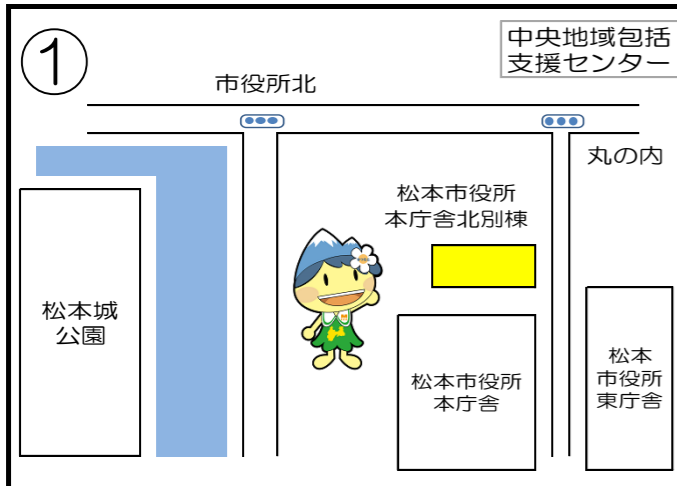 ①
中央地域包括
支援センター
市役所北
丸の内
松本市役所
本庁舎北別棟
松本城
公園
松本市役所
本庁舎
松本
市役所
東庁舎